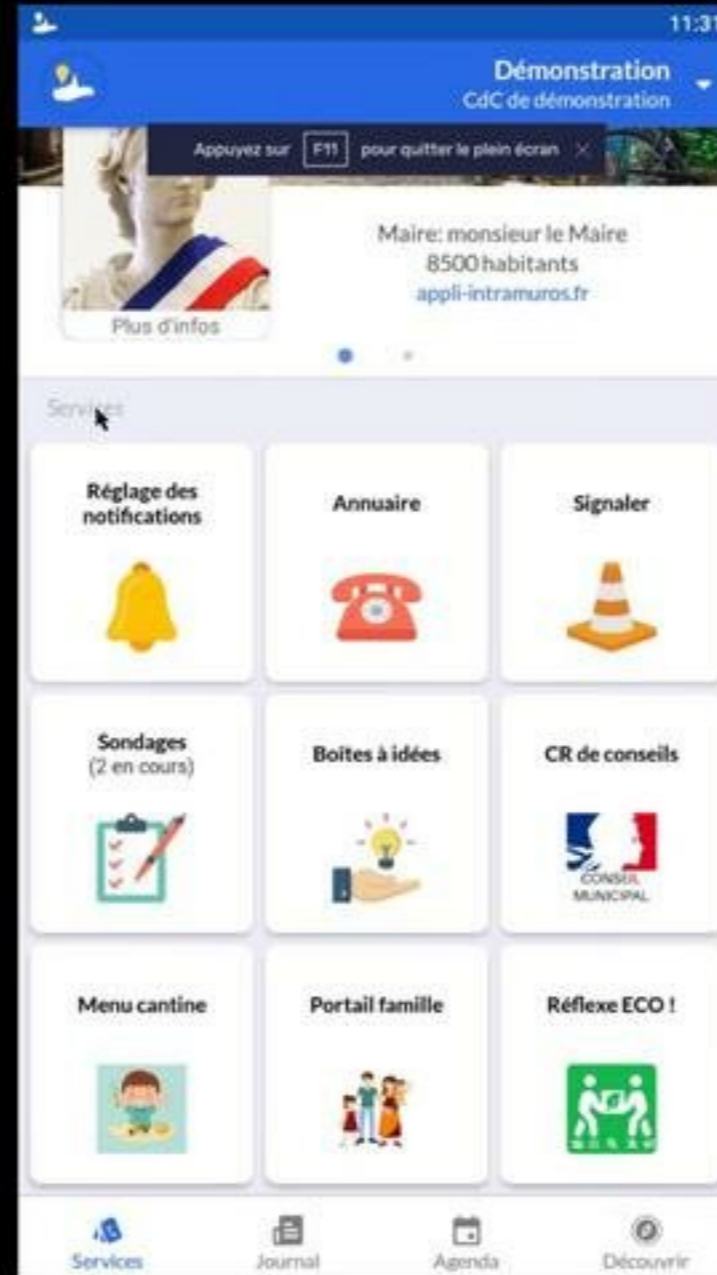 11:31
Démonstration
CdC de démonstration
Appuyez sur F11 pour quitter le plein écran
Maire: monsieur le Maire
8500 habitants
appli-intramuros.fr
Plus d'infos
Services
Réglage des
notifications
Annuaire
Signaler
Sondages
(2 en cours)
Boîtes à idées
CR de conseils
CONSEIL
MUNICIPAL
Menu cantine
Portail famille
Réflexe ECO !
Services
Journal
Agenda
Découvrir